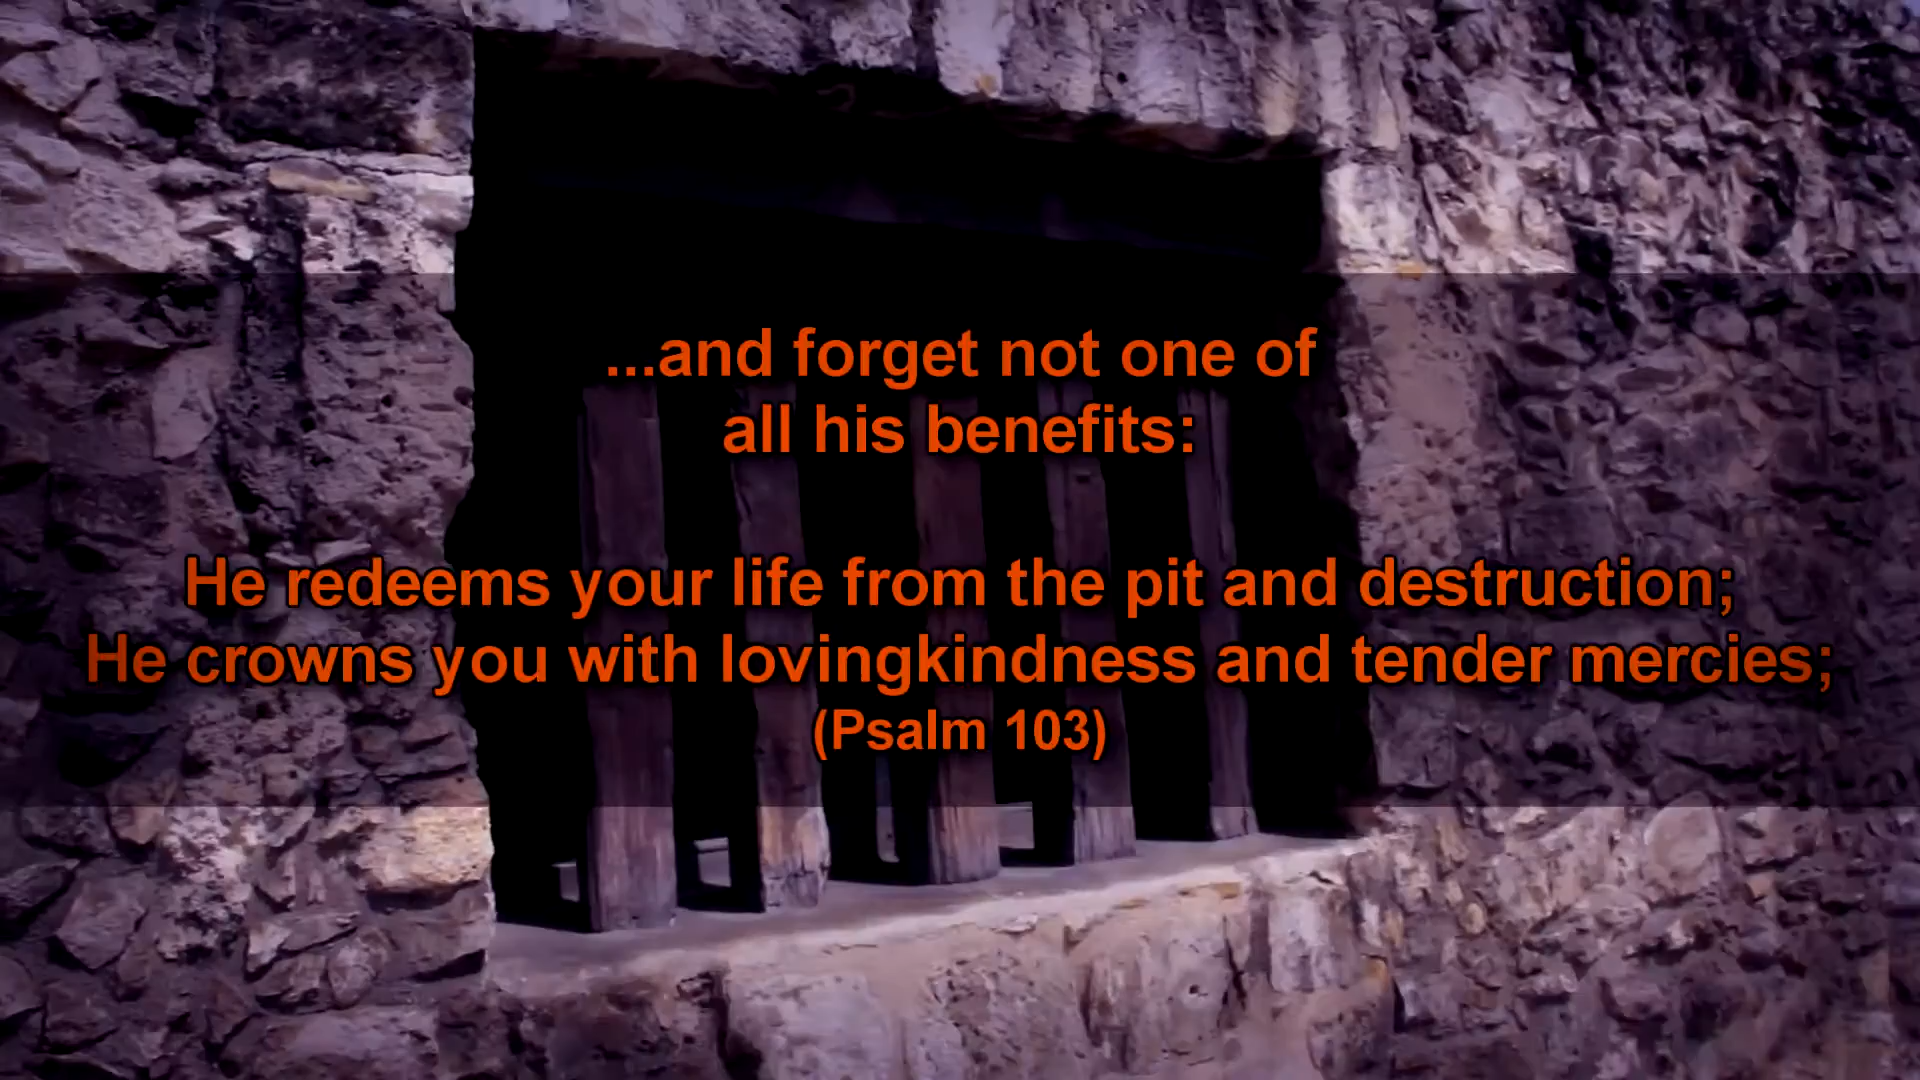 ...and forget not one of
all his benefits:
He redeems your life from the pit and destruction;
He crowns you with lovingkindness and tender mercies;
(Psalm 103)